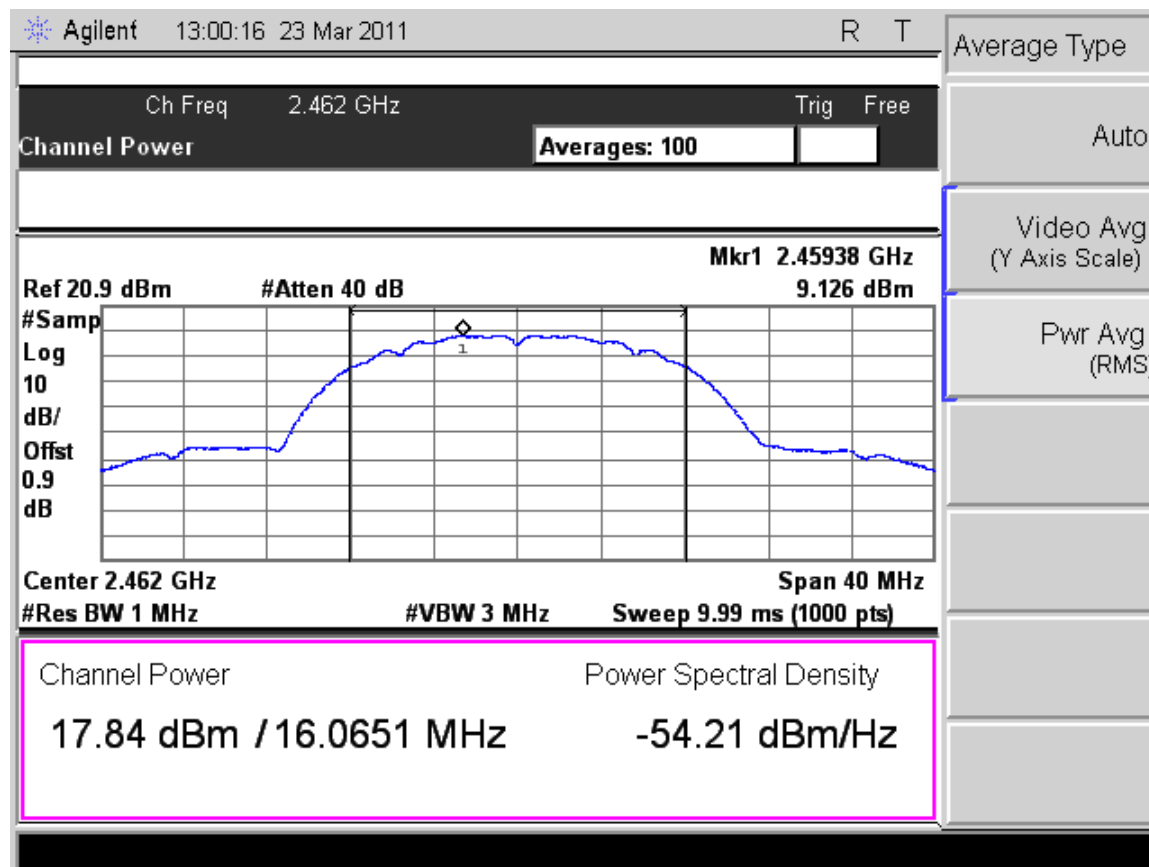 Agilent 13:00:16 23 Mar 2011 R T
Average Type
Ch Freq 2.462 GHz Trig Free
Channel Power Averages: 100
Auto
Video Avg
(Y Axis Scale)
Mkr1 2.45938 GHz
Ref 20.9 dBm #Atten 40 dB 9.126 dBm
#Samp
Log
10
dB/
Offst
0.9
dB
1
Pwr Avg
(RMS)
Center 2.462 GHz Span 40 MHz
#Res BW 1 MHz #VBW 3 MHz Sweep 9.99 ms (1000 pts)
Channel Power Power Spectral Density
17.84 dBm / 16.0651 MHz -54.21 dBm/Hz